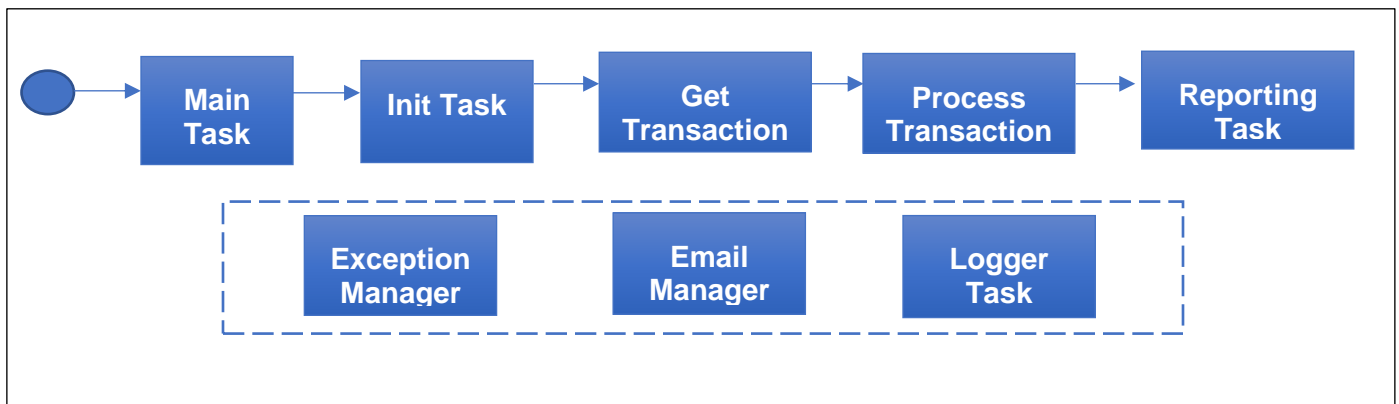 Main
Task
Init Task
Get
Transaction
Process
Transaction
Reporting
Task
Exception
Manager
Email
Manager
Logger
Task